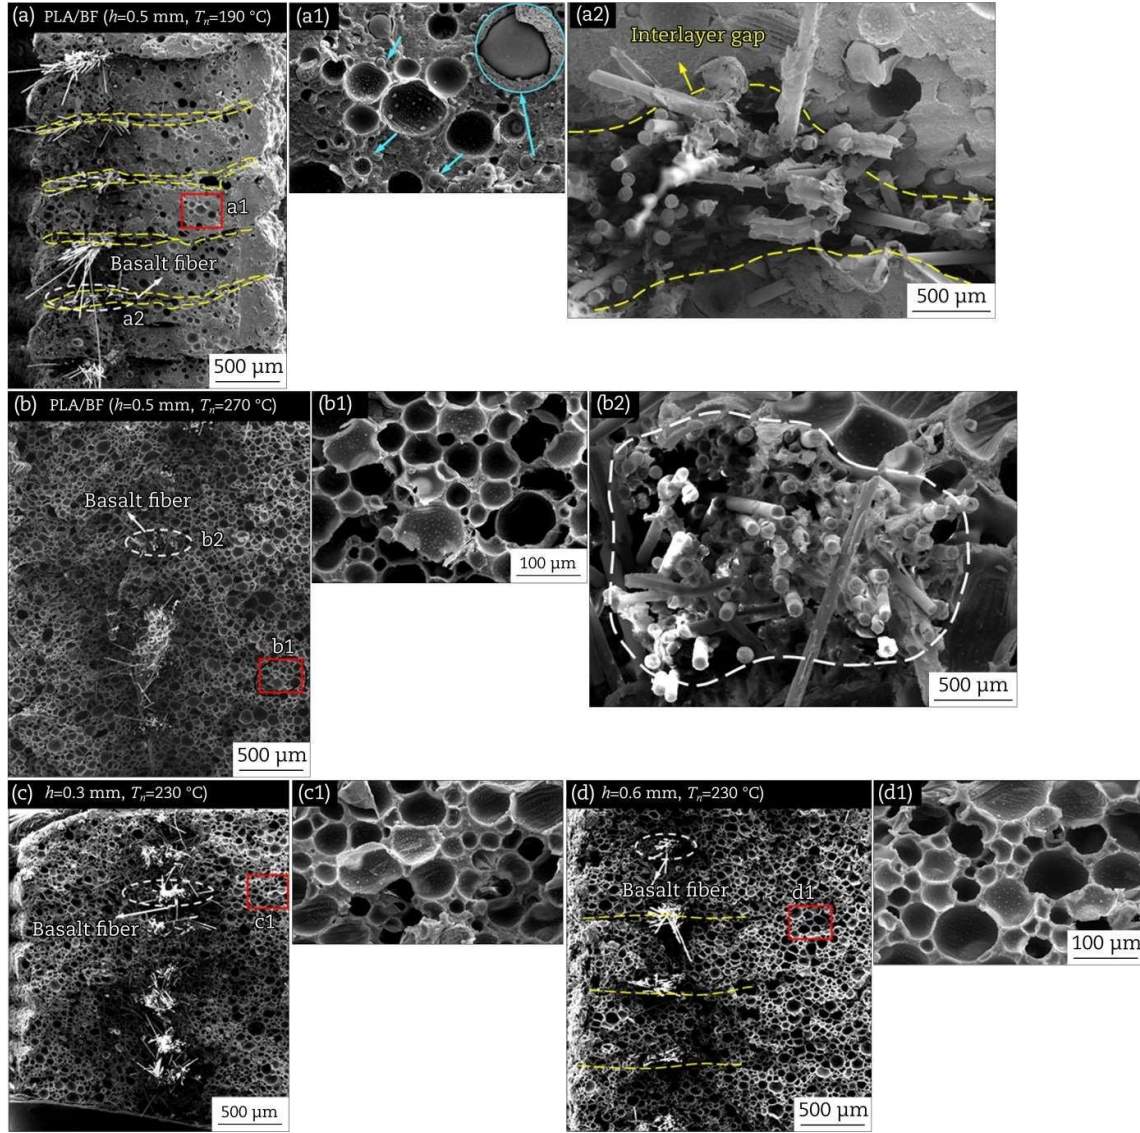 (a) PLA/BF (h=0.5 mm, Tn=190 °C)
(a1)
(a2)
Interlayer gap
a1
Basalt fiber
a2
500 µm
500 µm
(b) PLA/BF (h=0.5 mm, Tn=270 °C)
(b1)
(b2)
Basalt fiber
b2
b1
500 µm
100 µm
500 µm
(c) h=0.3 mm, Tn=230 °C)
(c1)
(d) h=0.6 mm, Tn=230 °C)
(d1)
Basalt fiber
c1
500 µm
Basalt fiber
d1
500 µm
100 µm